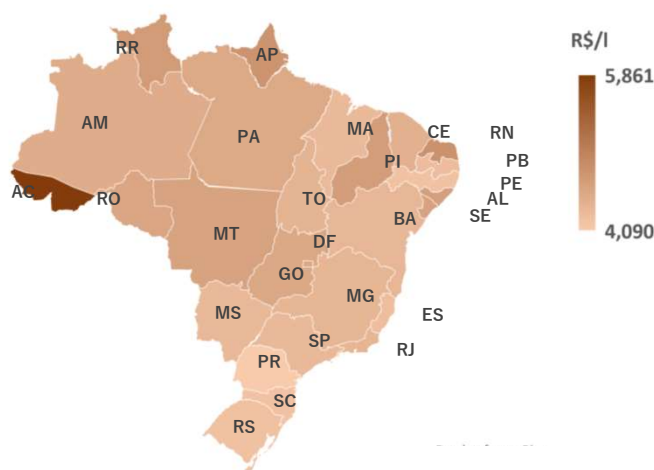 RR
AP
R$/l
5,861
AM
PA
MA
CE
RN
PI
PB
PE
AC
RO
TO
AL
BA
SE
MT
DF
4,090
GO
MG
MS
ES
SP
RJ
PR
SC
RS